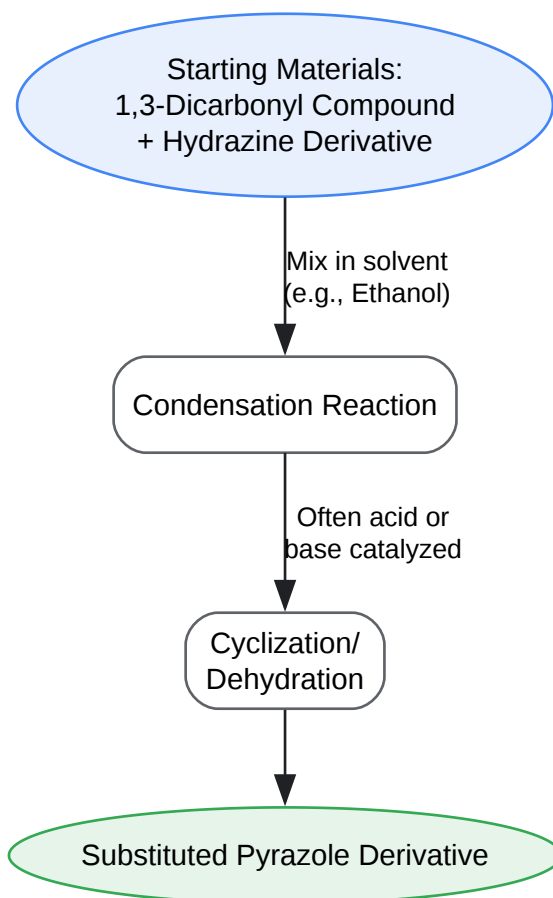 Starting Materials:
1,3-Dicarbonyl Compound
+ Hydrazine Derivative
Mix in solvent
(e.g., Ethanol)
Condensation Reaction
Often acid or
base catalyzed
Cyclization/
Dehydration
Substituted Pyrazole Derivative